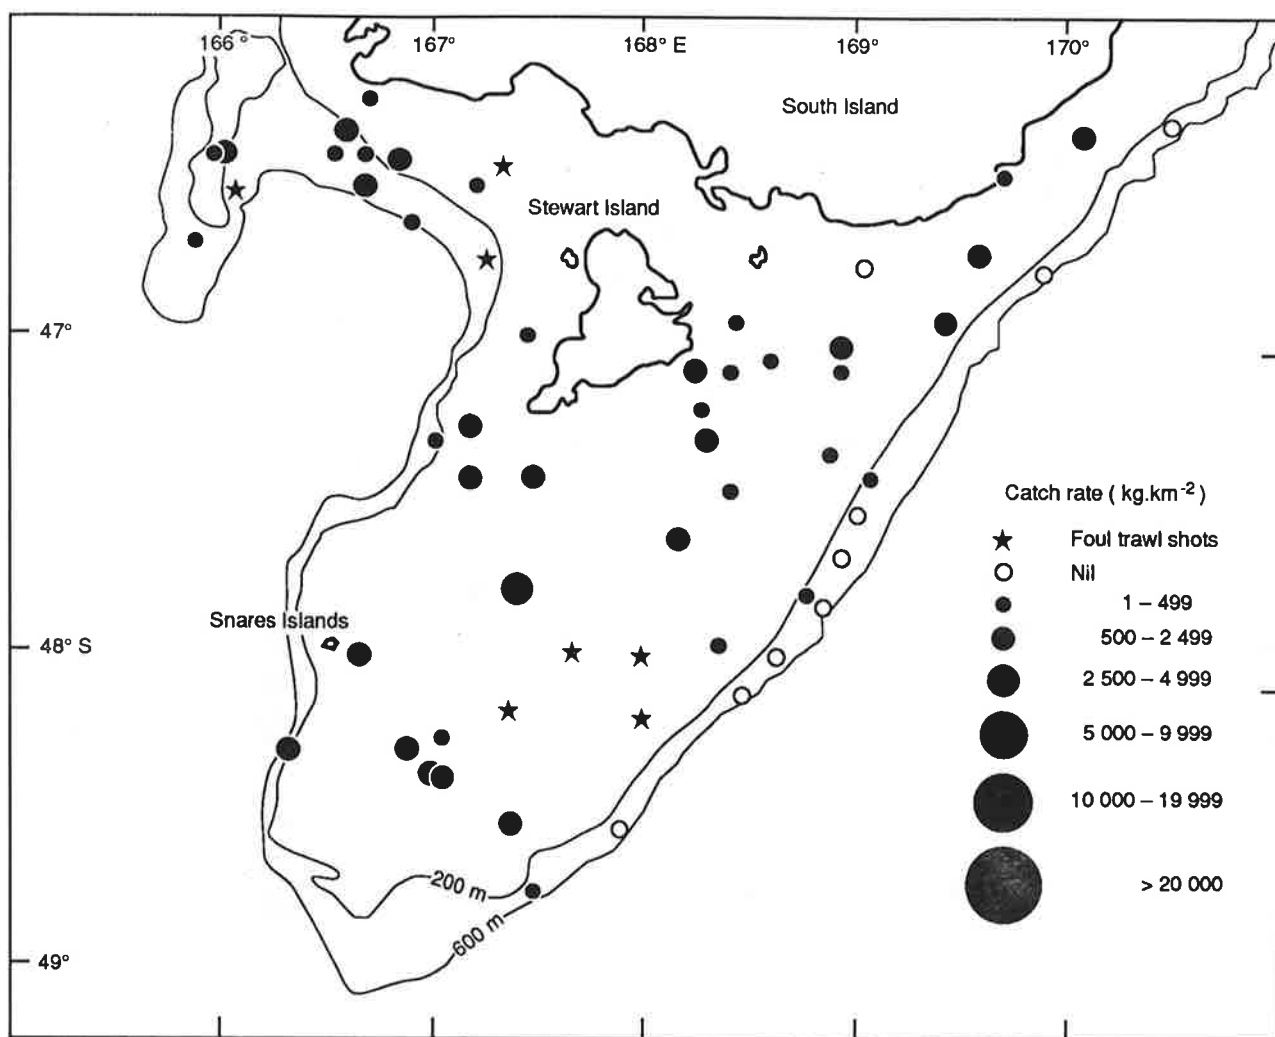 166° 167° 168° E 169° 170°
South Island
Stewart Island
47°
Catch rate ( kg.km-2 )
Foul trawl shots
Nil
1 – 499
Snares Islands
48° S
500 – 2 499
2 500 – 4 999
5 000 – 9 999
10 000 – 19 999
200 m
> 20 000
600 m
49°